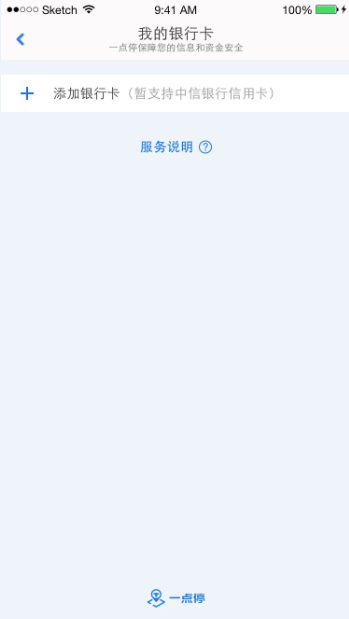 ●●○○○ Sketch 9:41 AM 100%
我的银行卡
一点停保障您的信息和资金安全
+ 添加银行卡（暂支持中信银行信用卡）
服务说明 ?
一点停